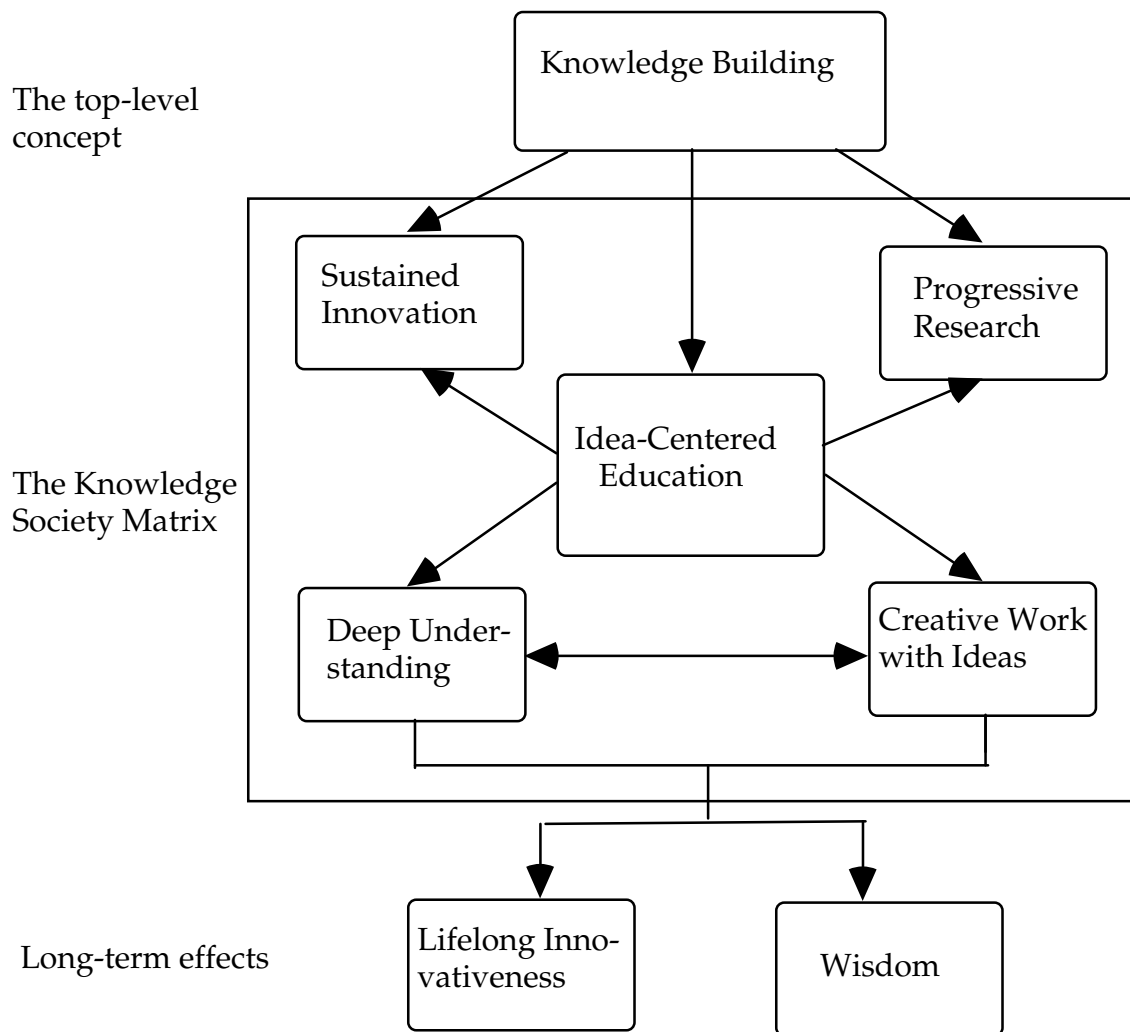 Knowledge Building
The top-level
concept
Sustained
Innovation
Progressive
Research
Idea-Centered
Education
The Knowledge
Society Matrix
Deep Under-
standing
Creative Work
with Ideas
Long-term effects
Lifelong Inno-
vativeness
Wisdom